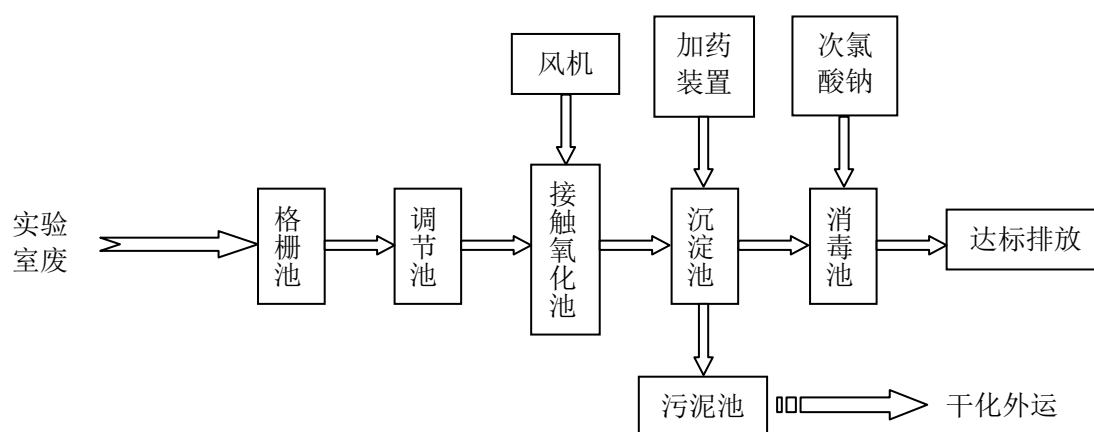 风机
加药
装置
次氯
酸钠
实验
室废
格栅池
调节池
接触氧化池
沉淀池
消毒池
达标排放
污泥池
干化外运